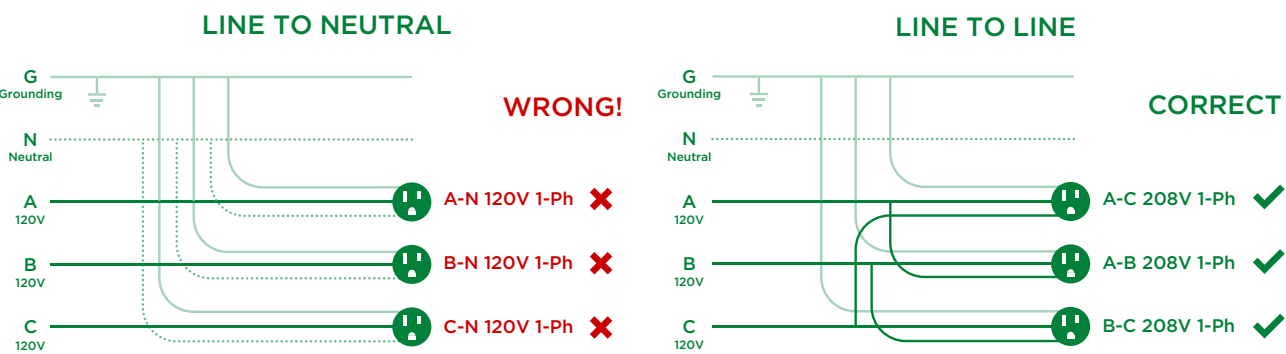 LINE TO NEUTRAL
G
Grounding
WRONG!
N
Neutral
A
120V
A-N 120V 1-Ph
B
120V
B-N 120V 1-Ph
C
120V
C-N 120V 1-Ph
LINE TO LINE
G
Grounding
CORRECT
N
Neutral
A
120V
A-C 208V 1-Ph
B
120V
A-B 208V 1-Ph
C
120V
B-C 208V 1-Ph